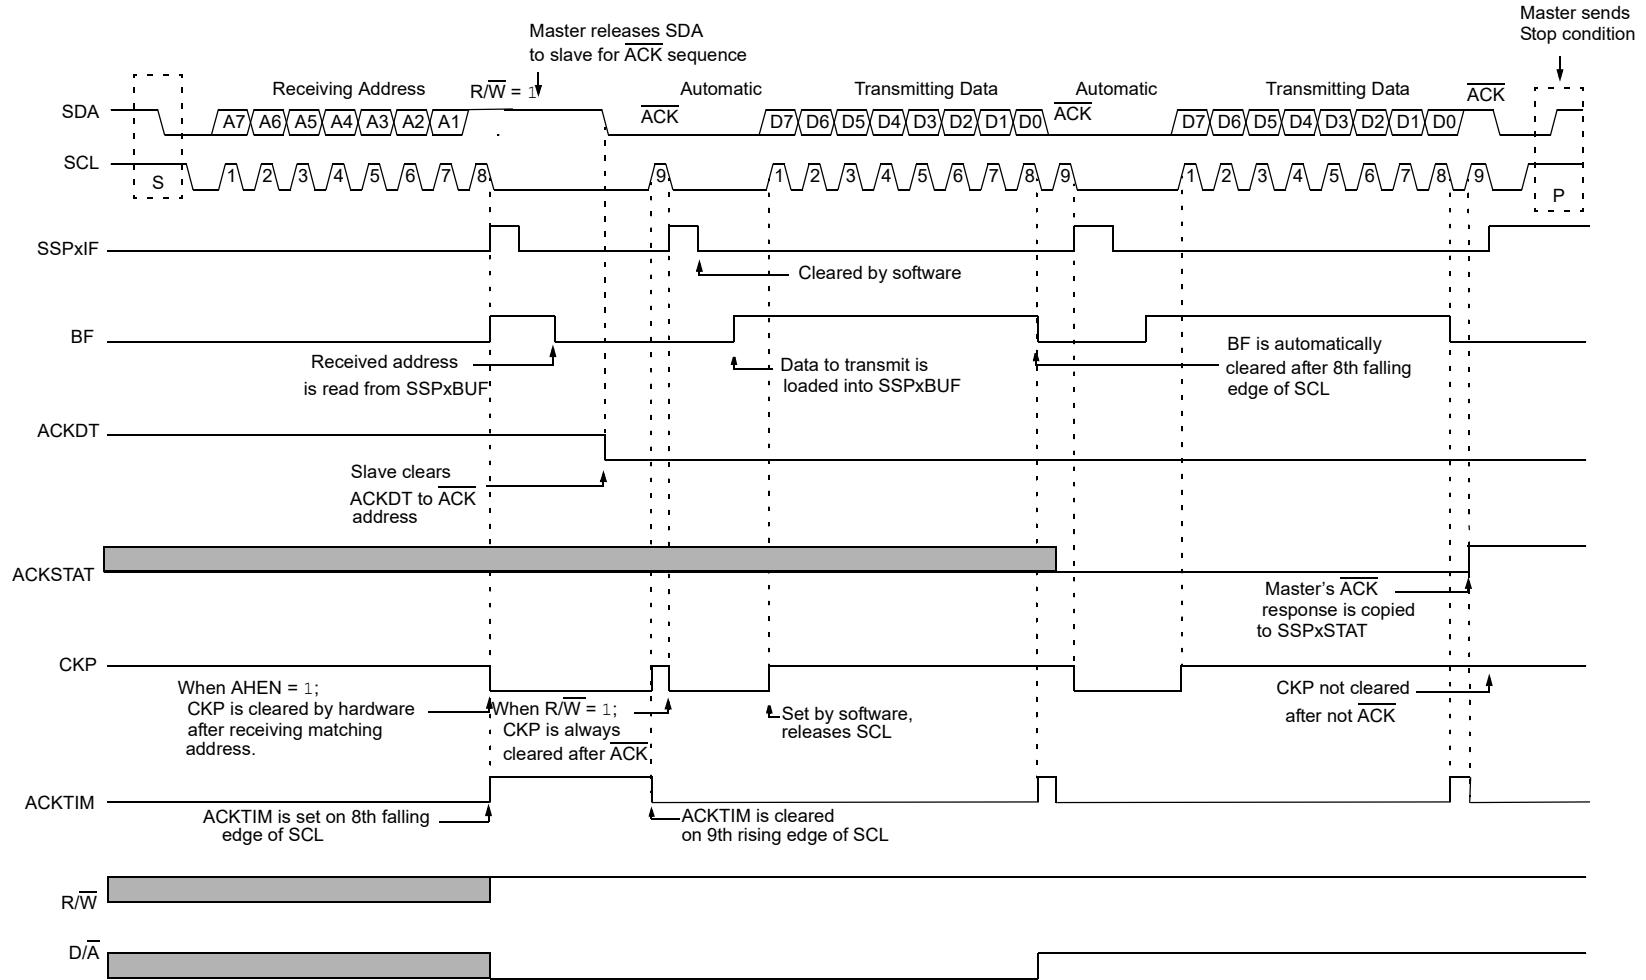 Master sends
Stop condition
Master releases SDA
to slave for ACK sequence
Receiving Address
R/W = 1
Automatic
Transmitting Data
Automatic
Transmitting Data
ACK
SDA
A7 A6 A5 A4 A3 A2 A1
ACK
D7 D6 D5 D4 D3 D2 D1 D0
ACK
D7 D6 D5 D4 D3 D2 D1 D0
SCL
S
1 2 3 4 5 6 7 8
9
1 2 3 4 5 6 7 8 9
1 2 3 4 5 6 7 8 9
P
SSPxIF
Cleared by software
BF
Received address
is read from SSPxBUF
Data to transmit is
loaded into SSPxBUF
BF is automatically
cleared after 8th falling
edge of SCL
ACKDT
Slave clears
ACKDT to ACK
address
ACKSTAT
Master's ACK
response is copied
to SSPxSTAT
CKP
When AHEN = 1;
CKP is cleared by hardware
after receiving matching
address.
When R/W = 1;
CKP is always
cleared after ACK
Set by software,
releases SCL
CKP not cleared
after not ACK
ACKTIM
ACKTIM is set on 8th falling
edge of SCL
ACKTIM is cleared
on 9th rising edge of SCL
R/W
D/A